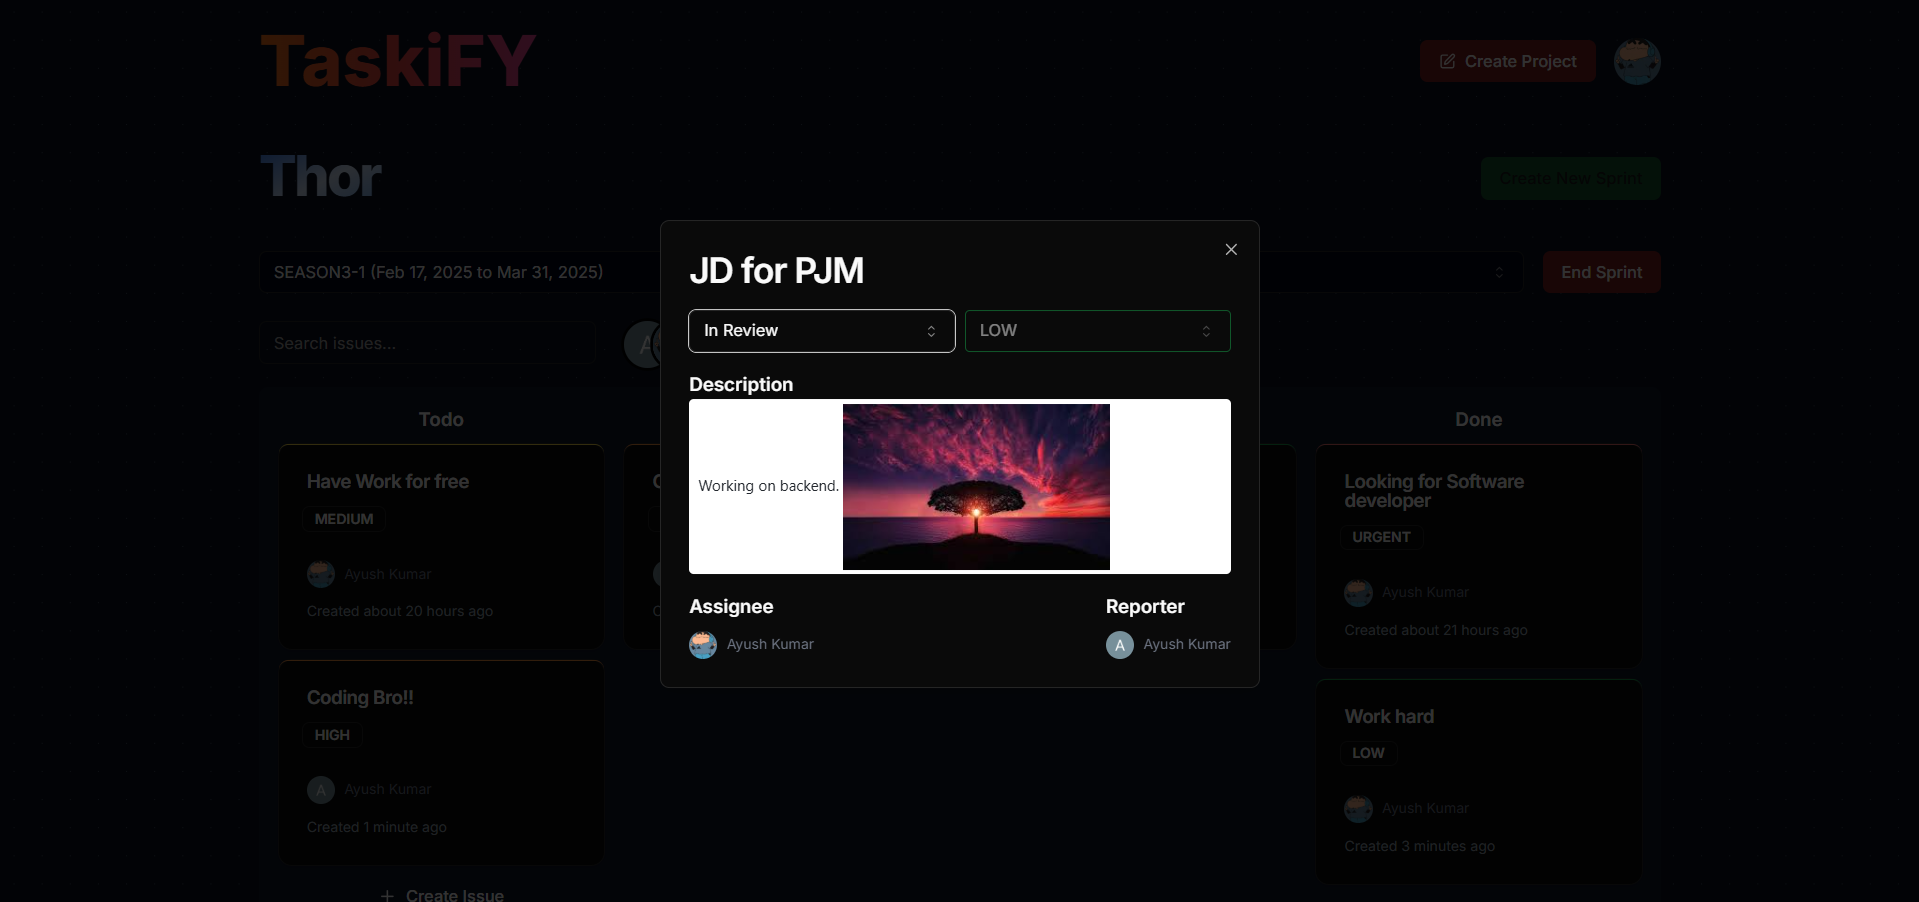 TaskiFY
Create Project
Thor
Create New Sprint
SEASON3-1 (Feb 17, 2025 to Mar 31, 2025)
End Sprint
Search issues...
A
JD for PJM
In Review
LOW
Description
Working on backend.
Assignee
Ayush Kumar
Reporter
A
Ayush Kumar
Todo
Have Work for free
MEDIUM
Ayush Kumar
Created about 20 hours ago
Coding Bro!!
HIGH
A
Ayush Kumar
Created 1 minute ago
Create Issue
Done
Looking for Software
developer
URGENT
Ayush Kumar
Created about 21 hours ago
Work hard
LOW
Ayush Kumar
Created 3 minutes ago